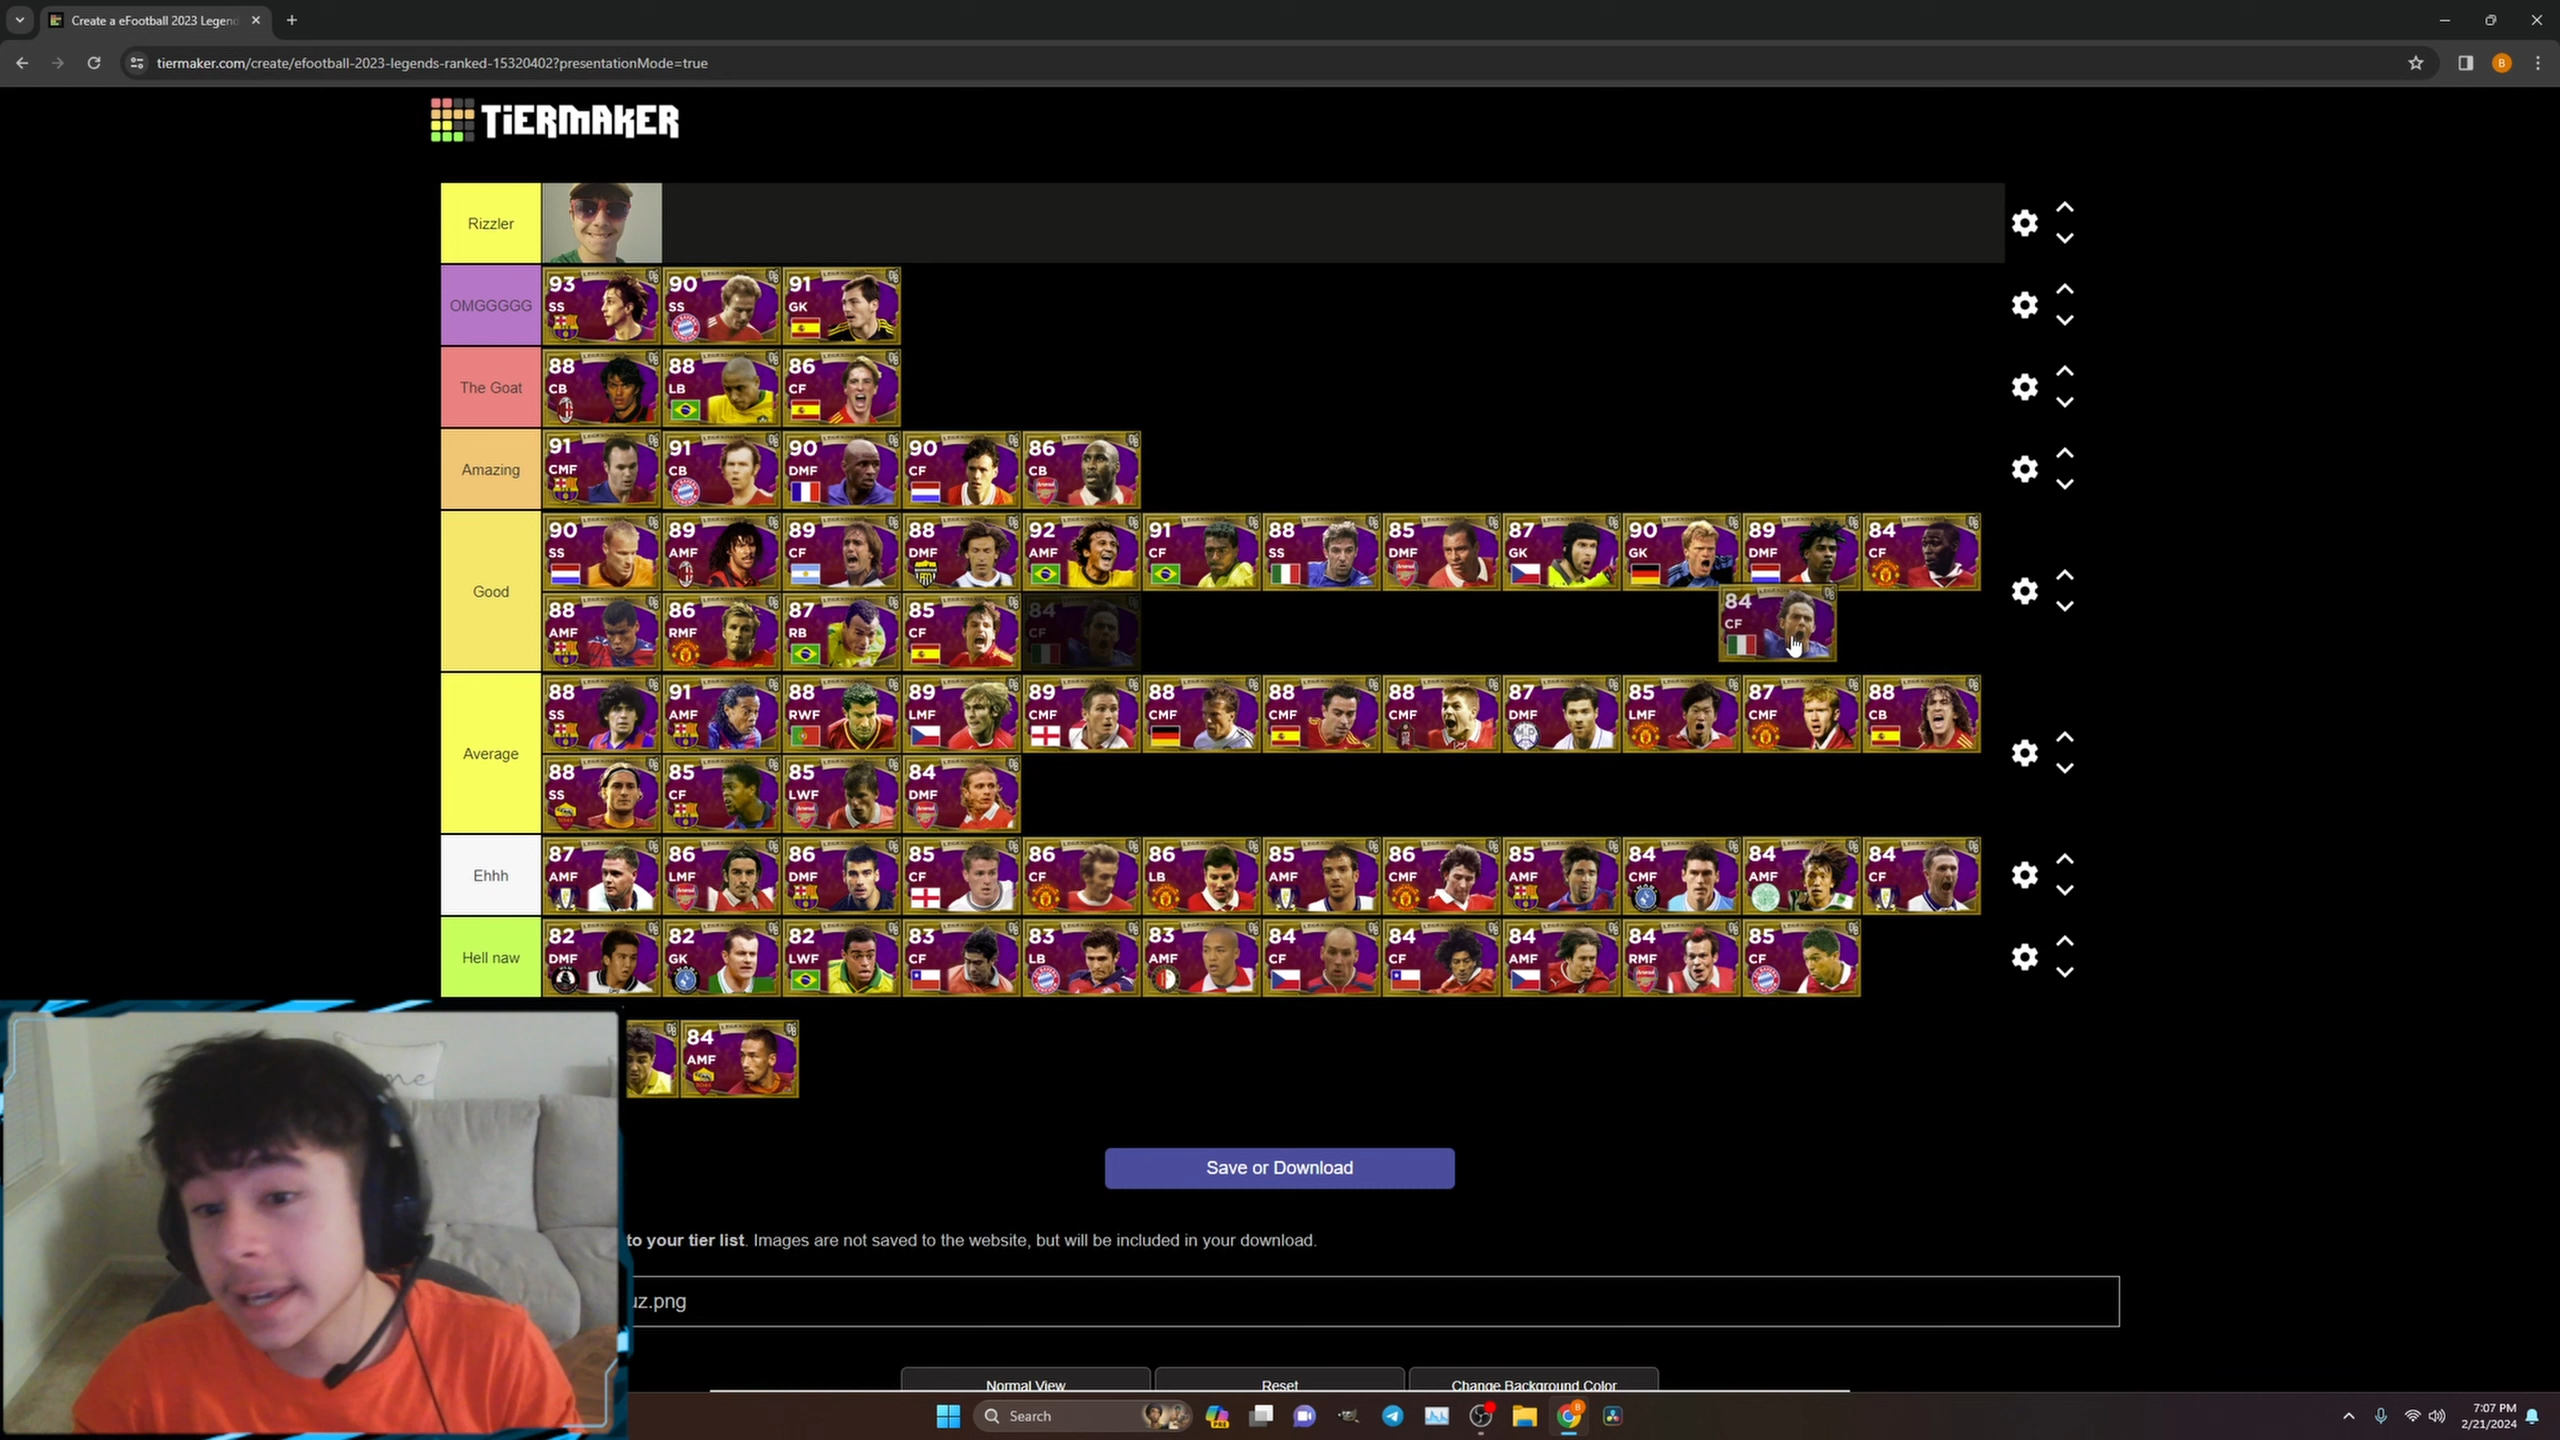 Create a eFootball 2023 Legend
tiermaker.com/create/efootball-2023-legends-ranked-15320402?presentationMode=true
B
TiERMAKER
Rizzler
OMGGGGG
93 SS
90 SS
91 GK
The Goat
88 CB
88 LB
86 CF
Amazing
91 CMF
91 CB
90 DMF
90 CF
86 CB
Good
90 SS
89 AMF
89 CF
88 DMF
92 AMF
91 CF
88 SS
85 DMF
87 GK
90 GK
89 DMF
84 CF
88 AMF
86 RMF
87 RB
85 CF
84 CF
84 CF
Average
88 SS
91 AMF
88 RWF
89 LMF
89 CMF
88 CMF
88 CMF
88 CMF
87 DMF
85 LMF
87 CMF
88 CB
88 SS
85 CF
85 LWF
84 DMF
Ehhh
87 AMF
86 LMF
86 DMF
85 CF
86 CF
86 LB
85 AMF
86 CMF
85 AMF
84 CMF
84 AMF
84 CF
Hell naw
82 DMF
82 GK
82 LWF
83 CF
83 LB
83 AMF
84 CF
84 CF
84 AMF
84 RMF
85 CF
84 AMF
Save or Download
to your tier list. Images are not saved to the website, but will be included in your download.
uz.png
Normal View
Reset
Change Background Color
Search
7:07 PM
2/21/2024